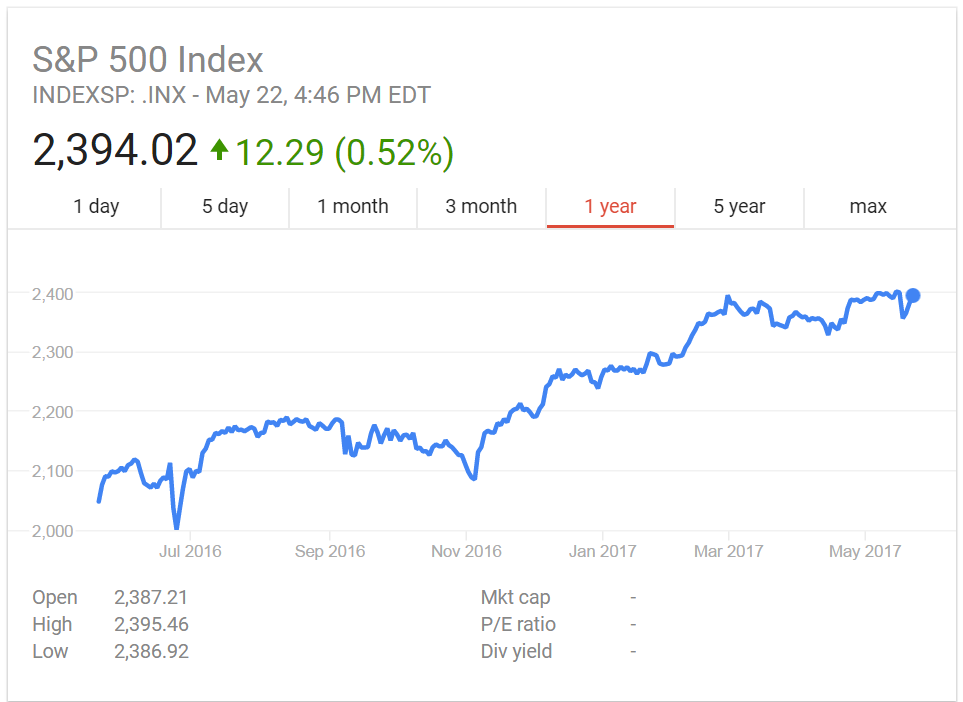 S&P 500 Index
INDEXSP: .INX - May 22, 4:46 PM EDT
2,394.02 12.29 (0.52%)
1 day 5 day 1 month 3 month 1 year 5 year max
2,400
2,300
2,200
2,100
2,000
Jul 2016 Sep 2016 Nov 2016 Jan 2017 Mar 2017 May 2017
Open 2,387.21 Mkt cap -
High 2,395.46 P/E ratio -
Low 2,386.92 Div yield -